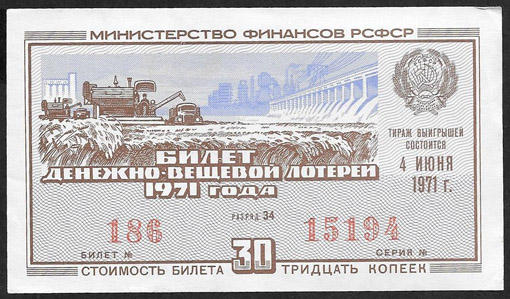 МИНИСТЕРСТВО ФИНАНСОВ РСФСР
ТИРАЖ ВЫИГРЫШЕЙ
СОСТОИТСЯ
4 ИЮНЯ
1971 г.
БИЛЕТ
ДЕНЕЖНО-ВЕЩЕВОЙ ЛОТЕРЕИ
1971 ГОДА
РАЗРЯД 34
186 15194
БИЛЕТ № СЕРИЯ №
СТОИМОСТЬ БИЛЕТА 30 ТРИДЦАТЬ КОПЕЕК